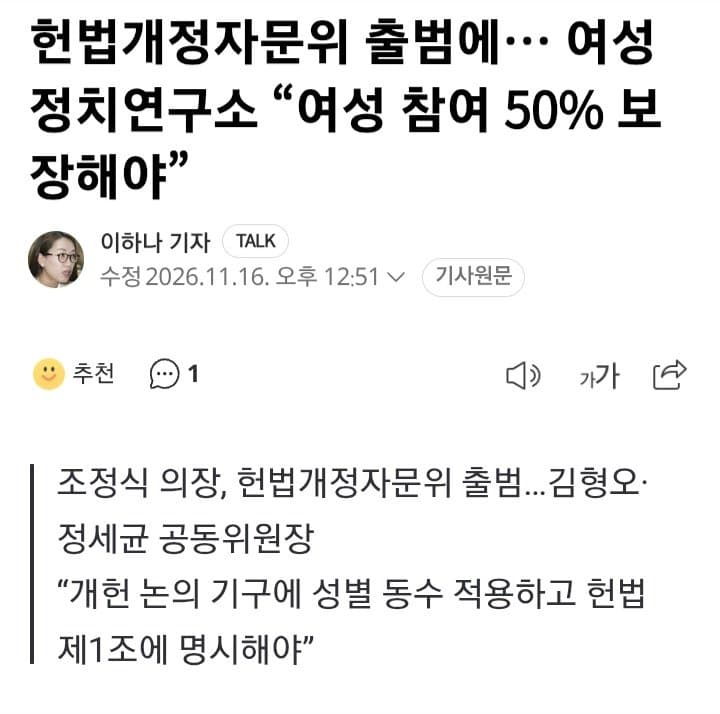 헌법개정자문위 출범에… 여성
정치연구소 “여성 참여 50% 보
장해야”
이하나 기자 TALK
수정 2026.11.16. 오후 12:51 기사원문
추천 1 가가
조정식 의장, 헌법개정자문위 출범...김형오·
정세균 공동위원장
“개헌 논의 기구에 성별 동수 적용하고 헌법
제1조에 명시해야”